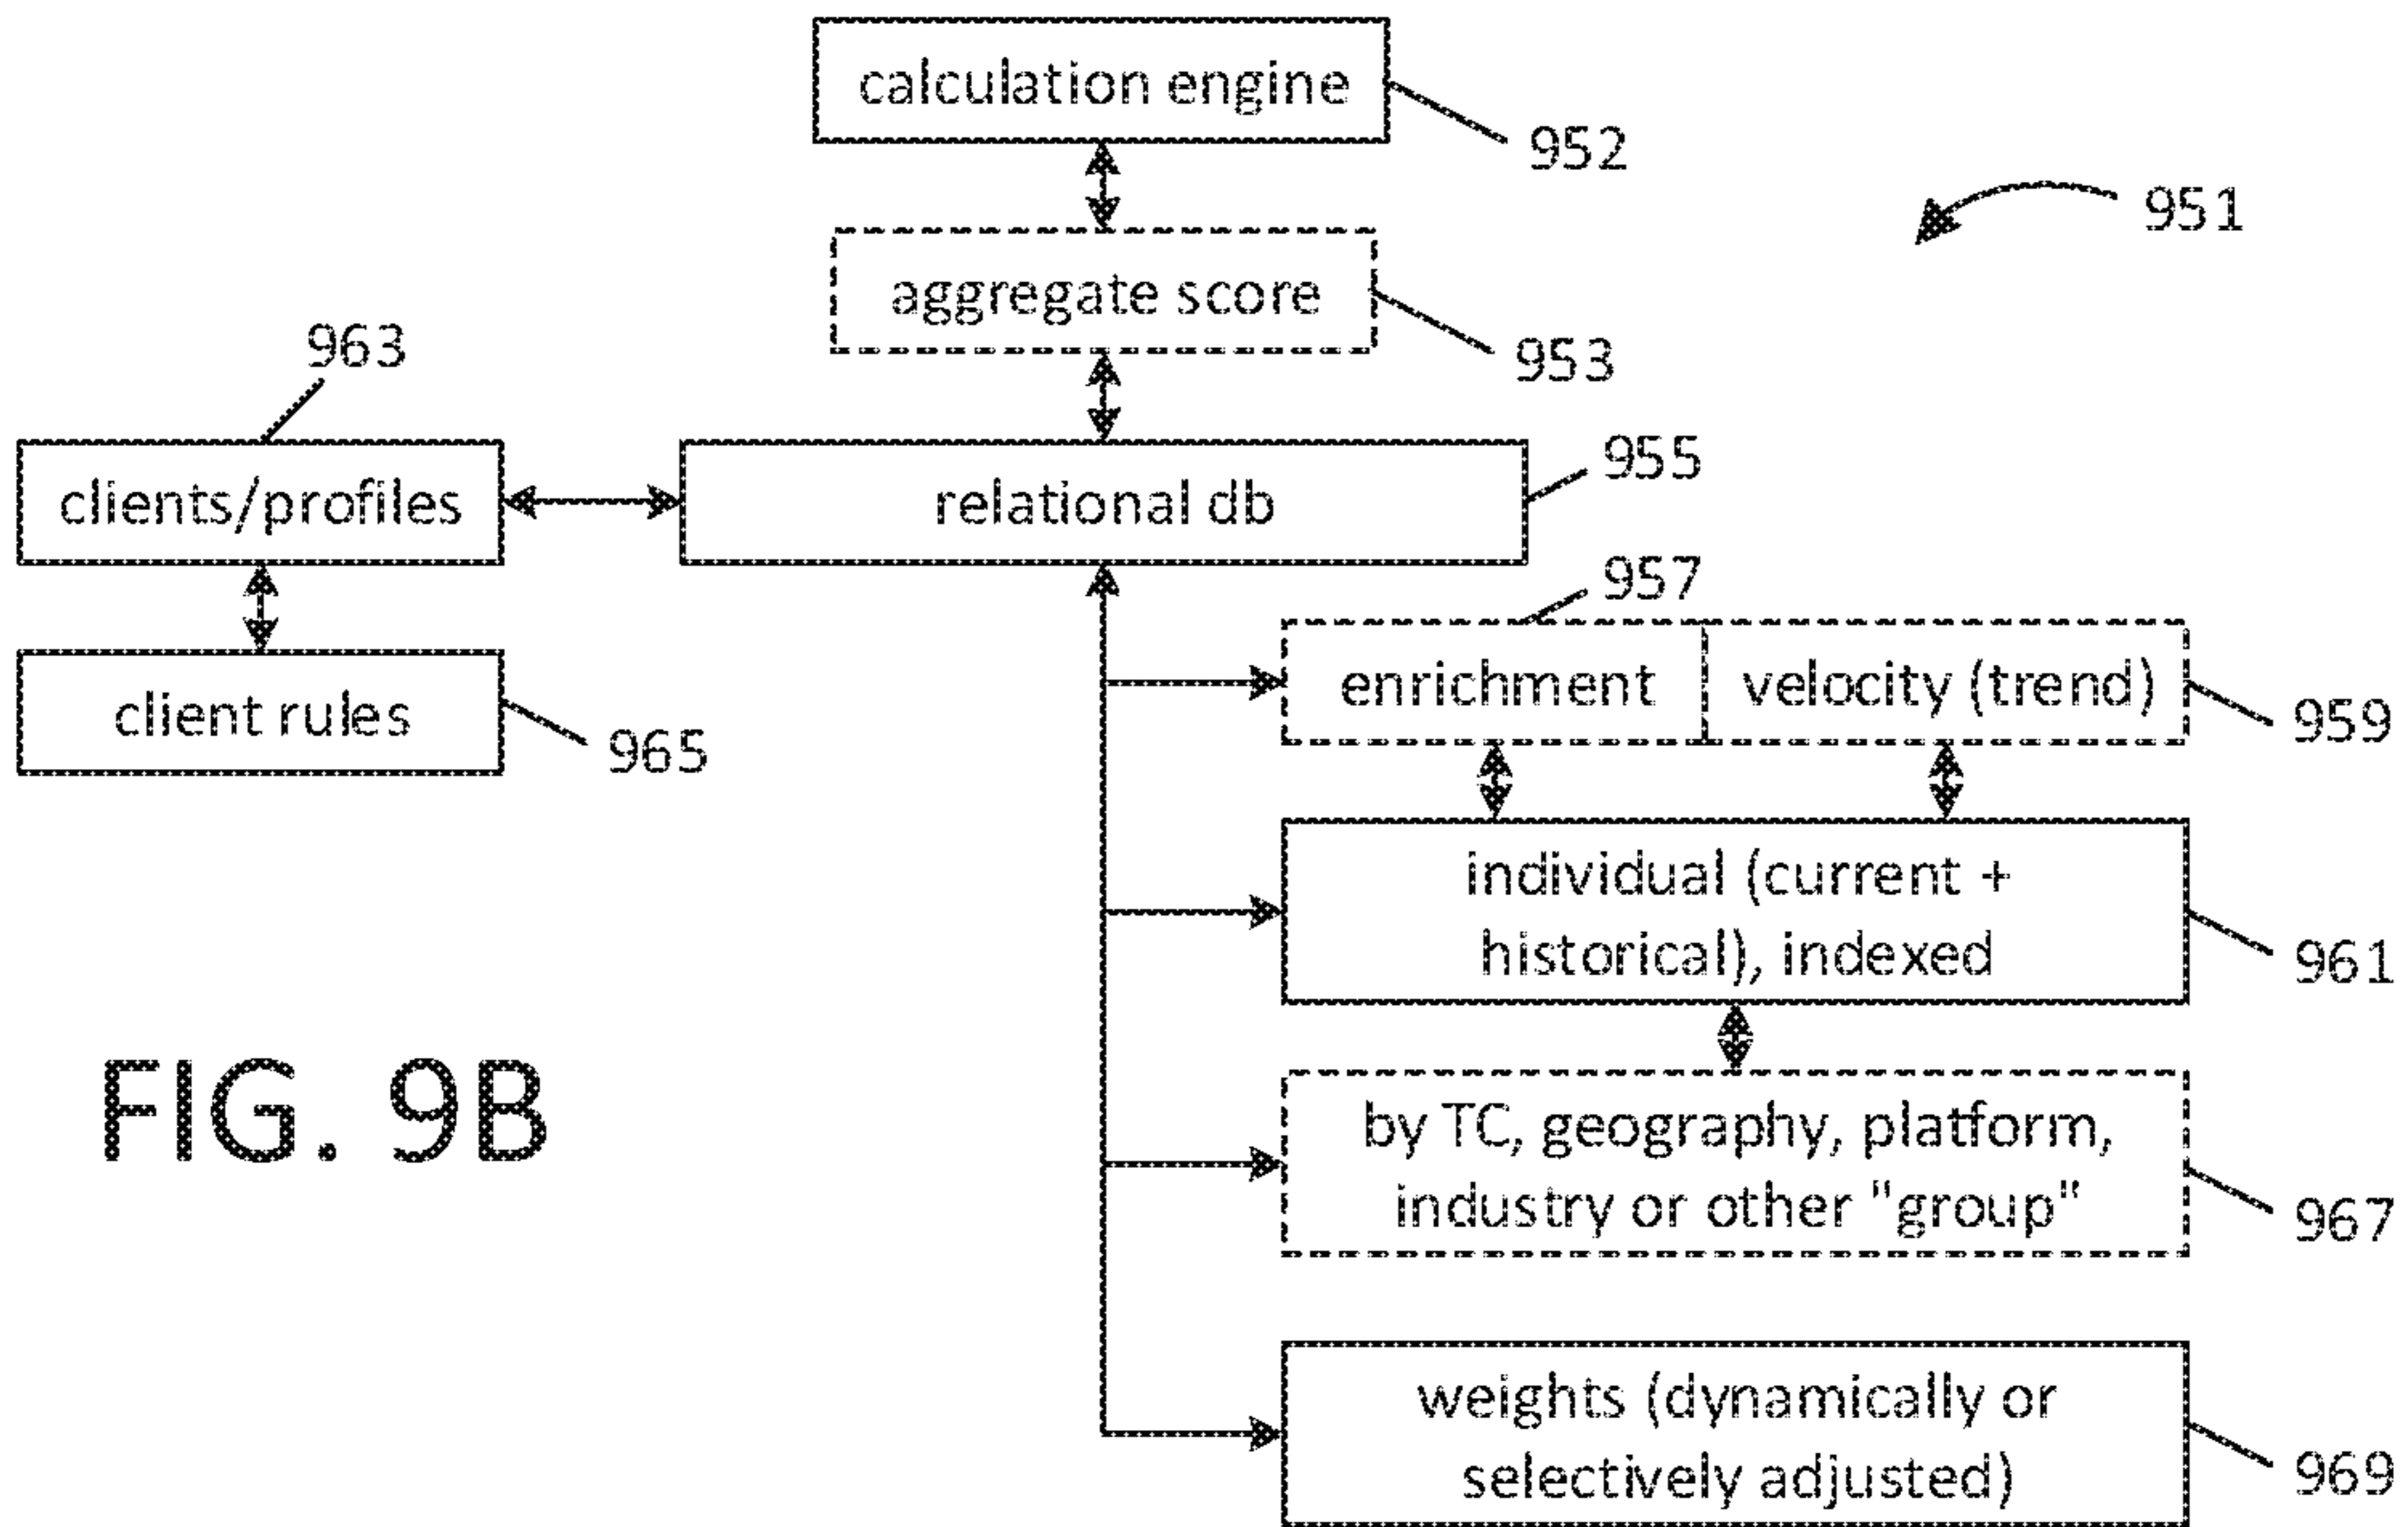 calculation engine
952
951
aggregate score
953
963
clients/profiles
relational db
955
957
enrichment
velocity (trend)
959
client rules
965
individual (current +
historical), indexed
961
FIG. 9B
by TC, geography, platform,
industry or other "group"
967
weights (dynamically or
selectively adjusted)
969